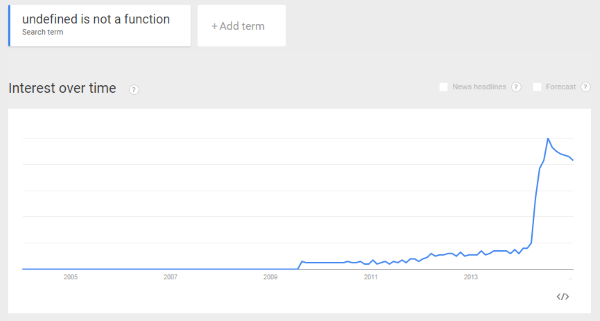 undefined is not a function
Search term
+ Add term
Interest over time ?
News headlines ?
Forecast ?
2005 2007 2009 2011 2013
</>